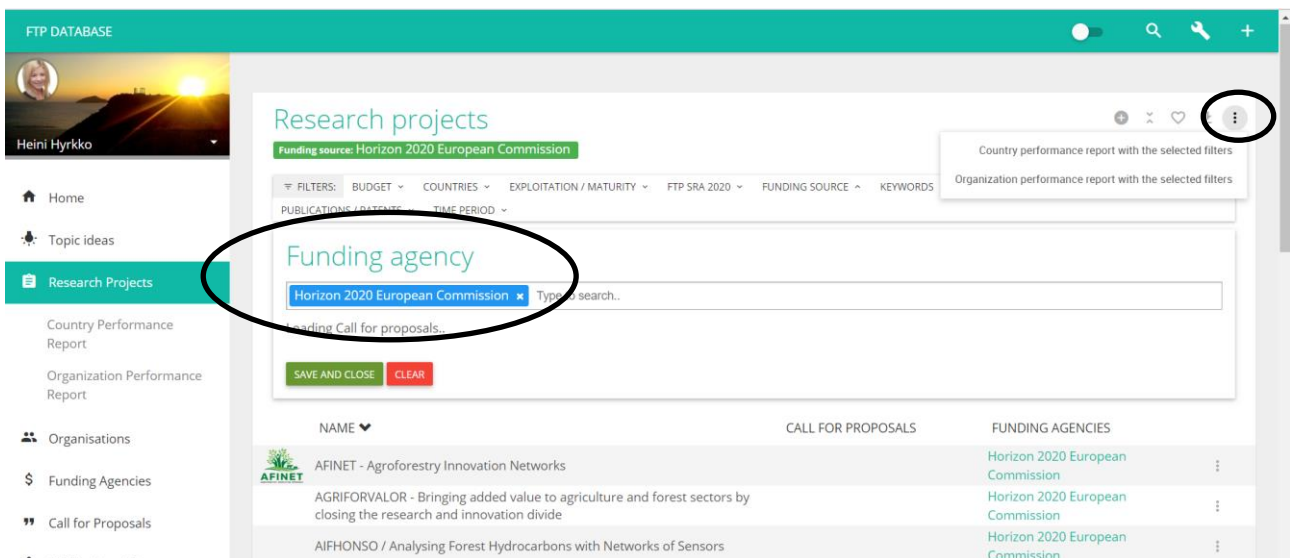 FTP DATABASE
Heini Hyrkko
Home
Topic ideas
Research Projects
Country Performance
Report
Organization Performance
Report
Organisations
Funding Agencies
Call for Proposals
Research projects
Funding source: Horizon 2020 European Commission
Country performance report with the selected filters
Organization performance report with the selected filters
FILTERS: BUDGET COUNTRIES EXPLOITATION / MATURITY FTP SRA 2020 FUNDING SOURCE KEYWORDS
PUBLICATIONS / PATENTS TIME PERIOD
Funding agency
Horizon 2020 European Commission × Type to search..
Loading Call for proposals..
SAVE AND CLOSE CLEAR
NAME CALL FOR PROPOSALS FUNDING AGENCIES
AFINET
AFINET - Agroforestry Innovation Networks
Horizon 2020 European
Commission
AGRIFORVALOR - Bringing added value to agriculture and forest sectors by
closing the research and innovation divide
Horizon 2020 European
Commission
AIFHONSO / Analysing Forest Hydrocarbons with Networks of Sensors
Horizon 2020 European
Commission